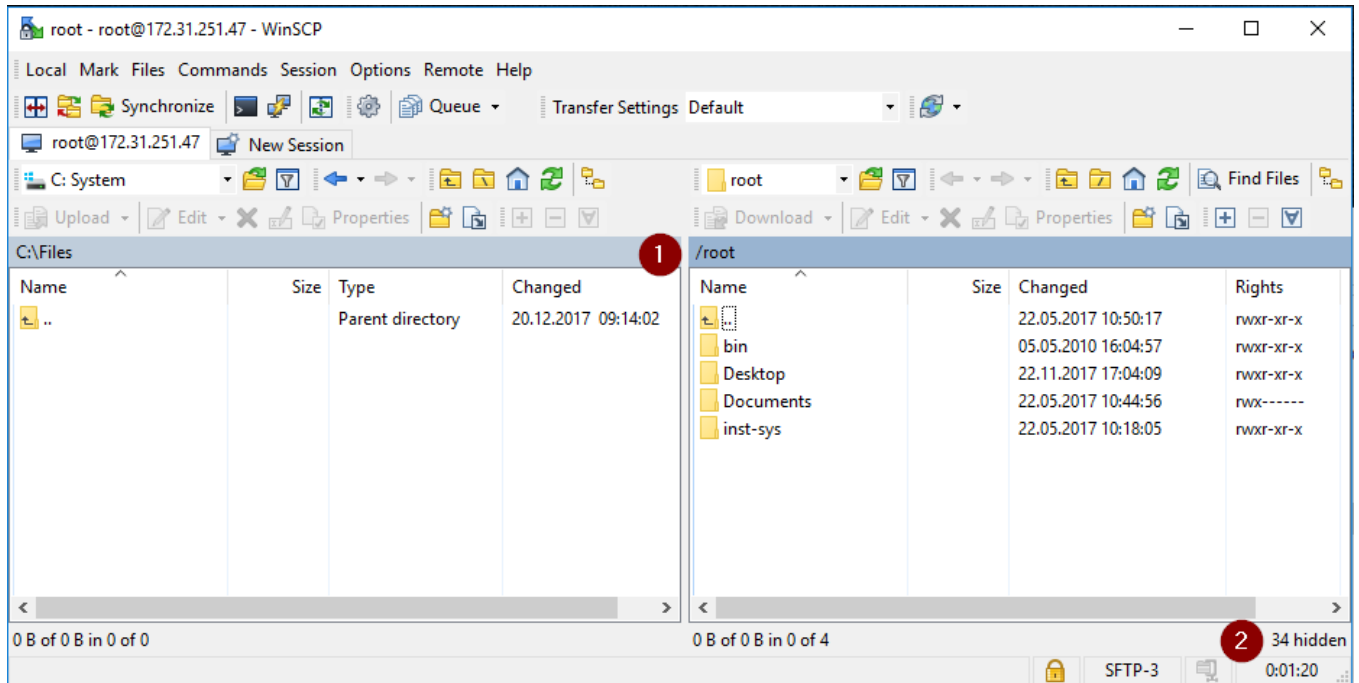 root - root@172.31.251.47 - WinSCP
Local Mark Files Commands Session Options Remote Help
Synchronize Queue Transfer Settings Default
root@172.31.251.47 New Session
C: System root Find Files
Upload Edit Properties Download Edit Properties
C:\Files 1 /root
Name Size Type Changed Name Size Changed Rights
.. Parent directory 20.12.2017 09:14:02 .. 22.05.2017 10:50:17 rwxr-xr-x
bin 05.05.2010 16:04:57 rwxr-xr-x
Desktop 22.11.2017 17:04:09 rwxr-xr-x
Documents 22.05.2017 10:44:56 rwx------
inst-sys 22.05.2017 10:18:05 rwxr-xr-x
0 B of 0 B in 0 of 0 0 B of 0 B in 0 of 4 2 34 hidden
SFTP-3 0:01:20